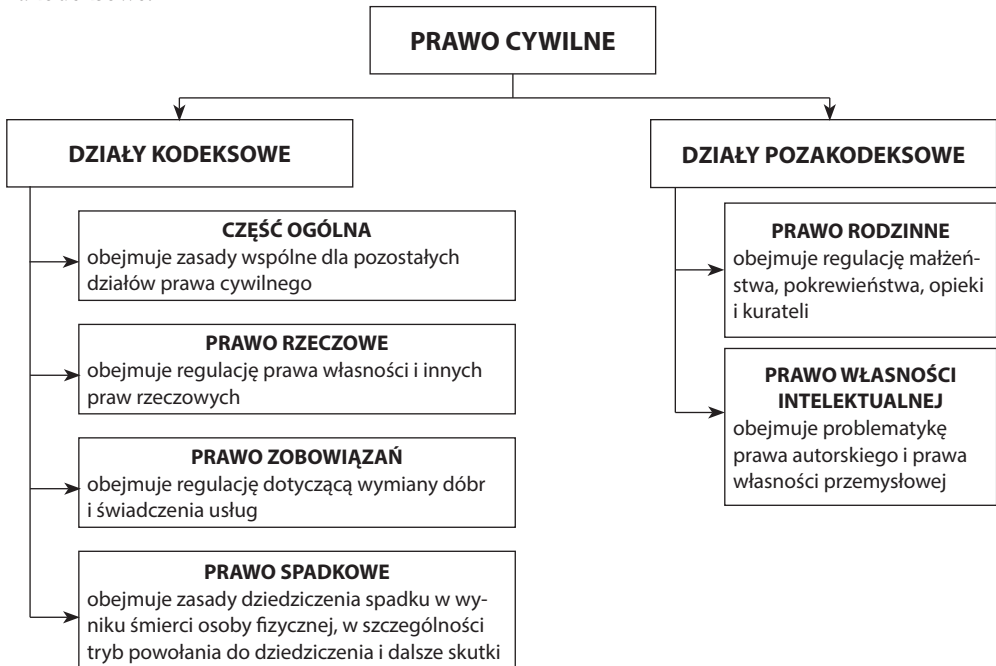 PRAWO CYWILNE
DZIAŁY KODEKSOWE
CZĘŚĆ OGÓLNA
obejmuje zasady wspólne dla pozostałych
działów prawa cywilnego
PRAWO RZECZOWE
obejmuje regulację prawa własności i innych
praw rzeczowych
PRAWO ZOBOWIĄZAŃ
obejmuje regulację dotyczącą wymiany dóbr
i świadczenia usług
PRAWO SPADKOWE
obejmuje zasady dziedziczenia spadku w wy-
niku śmierci osoby fizycznej, w szczególności
tryb powołania do dziedziczenia i dalsze skutki
DZIAŁY POZAKODEKSOWE
PRAWO RODZINNE
obejmuje regulację małżeń-
stwa, pokrewieństwa, opieki
i kurateli
PRAWO WŁASNOŚCI
INTELEKTUALNEJ
obejmuje problematykę
prawa autorskiego i prawa
własności przemysłowej